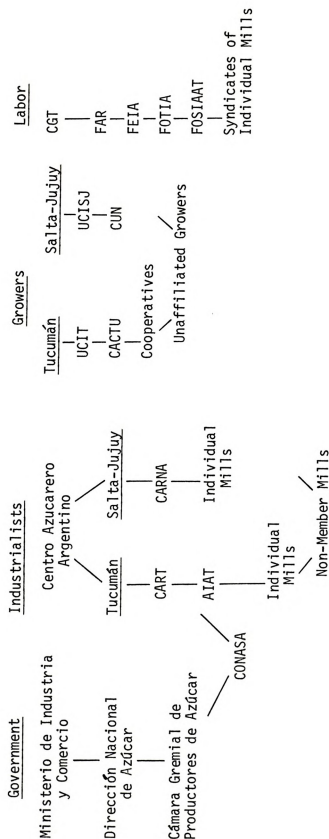 Government
Ministerio de Industria
y Comercio
Dirección Nacional
de Azúcar
Cámara Gremial de
Productores de Azúcar
CONASA
Industrialists
Centro Azucarero
Argentino
Tucumán
CART
AIAT
Individual
Mills
Salta-Jujuy
CARNA
Individual
Mills
Non-Member Mills
Growers
Tucumán
UCIT
CACTU
Cooperatives
Salta-Jujuy
UCISJ
CUN
Unaffiliated Growers
Labor
CGT
FAR
FEIA
FOTIA
FOSIAAT
Syndicates of
Individual Mills